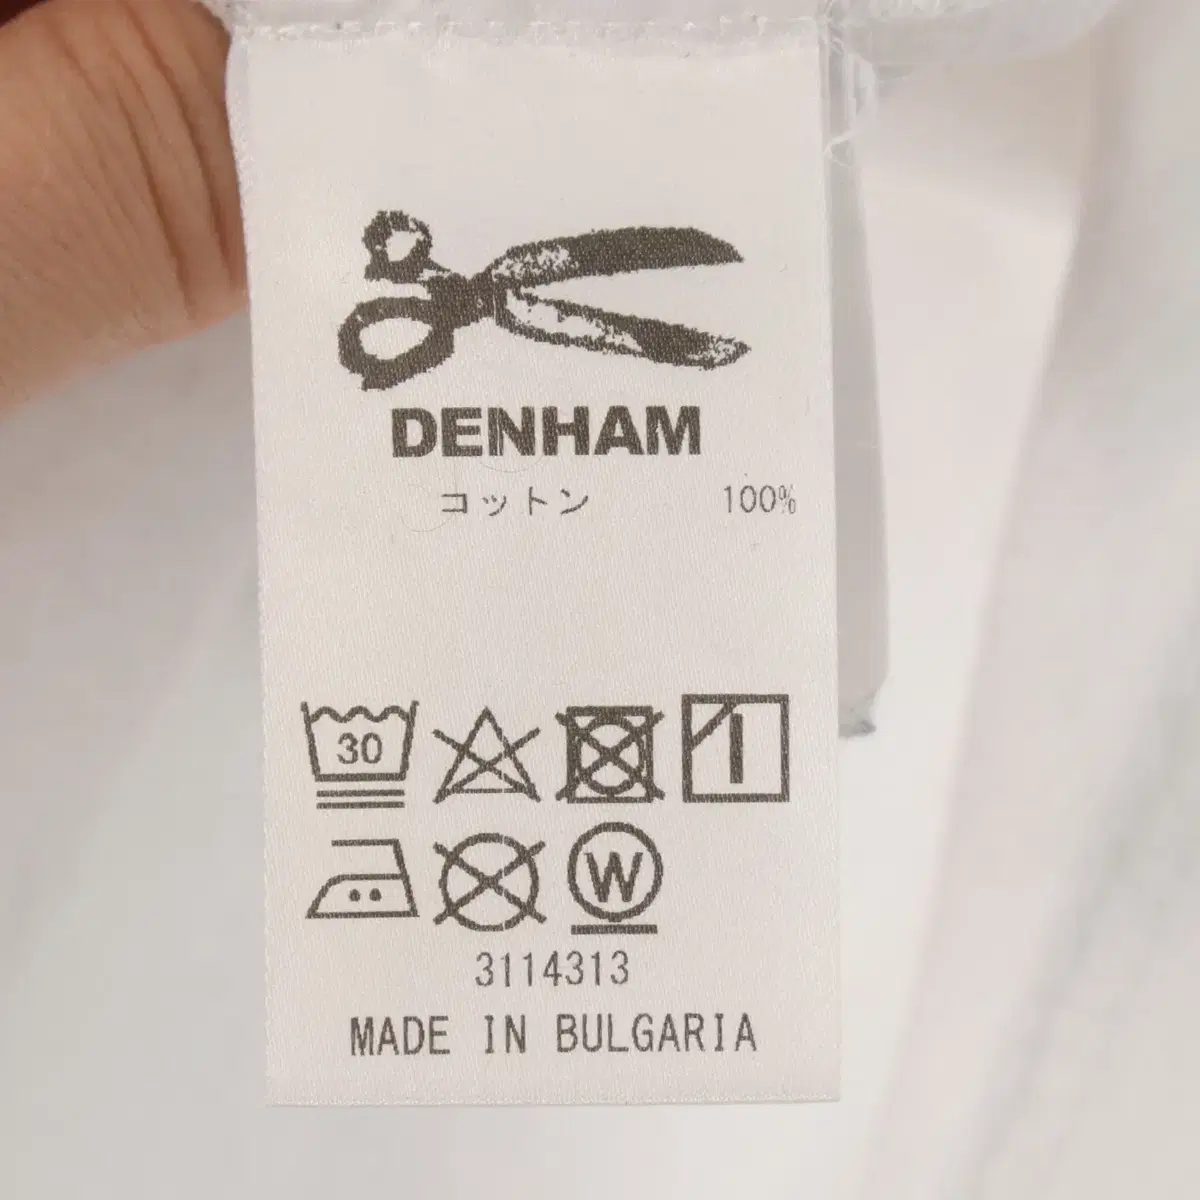 DENHAM
コットン 100%
30
W
3114313
MADE IN BULGARIA